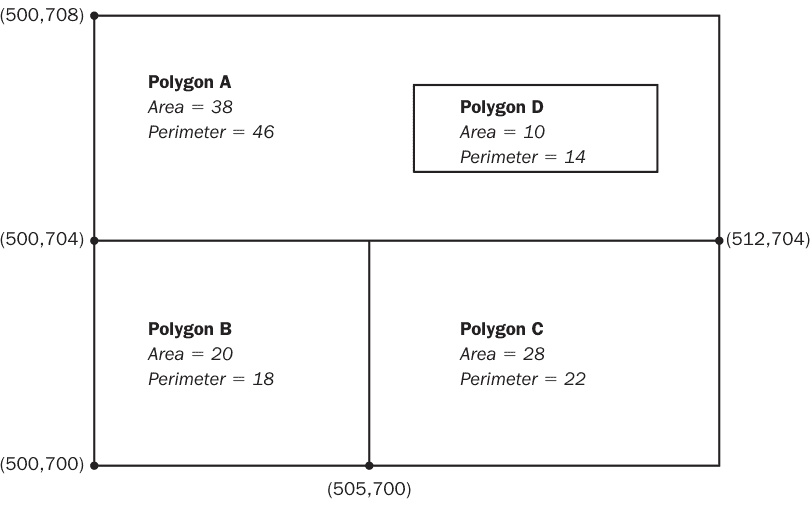 (500,708)
Polygon A
Area = 38
Perimeter = 46
Polygon D
Area = 10
Perimeter = 14
(500,704)
(512,704)
Polygon B
Area = 20
Perimeter = 18
Polygon C
Area = 28
Perimeter = 22
(500,700)
(505,700)